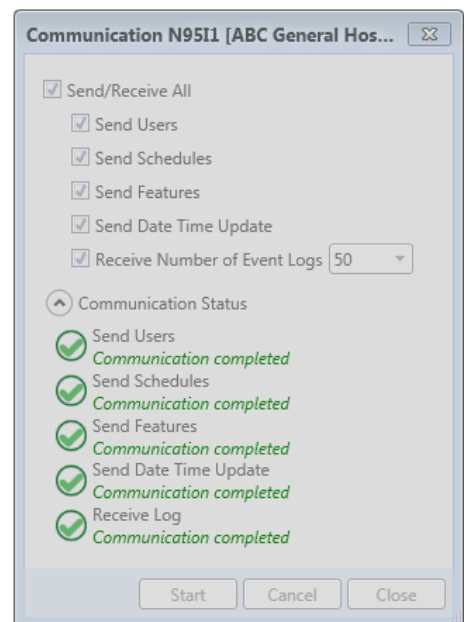 Communication N95I1 [ABC General Hos...
Send/Receive All
Send Users
Send Schedules
Send Features
Send Date Time Update
Receive Number of Event Logs 50
Communication Status
Send Users
Communication completed
Send Schedules
Communication completed
Send Features
Communication completed
Send Date Time Update
Communication completed
Receive Log
Communication completed
Start Cancel Close